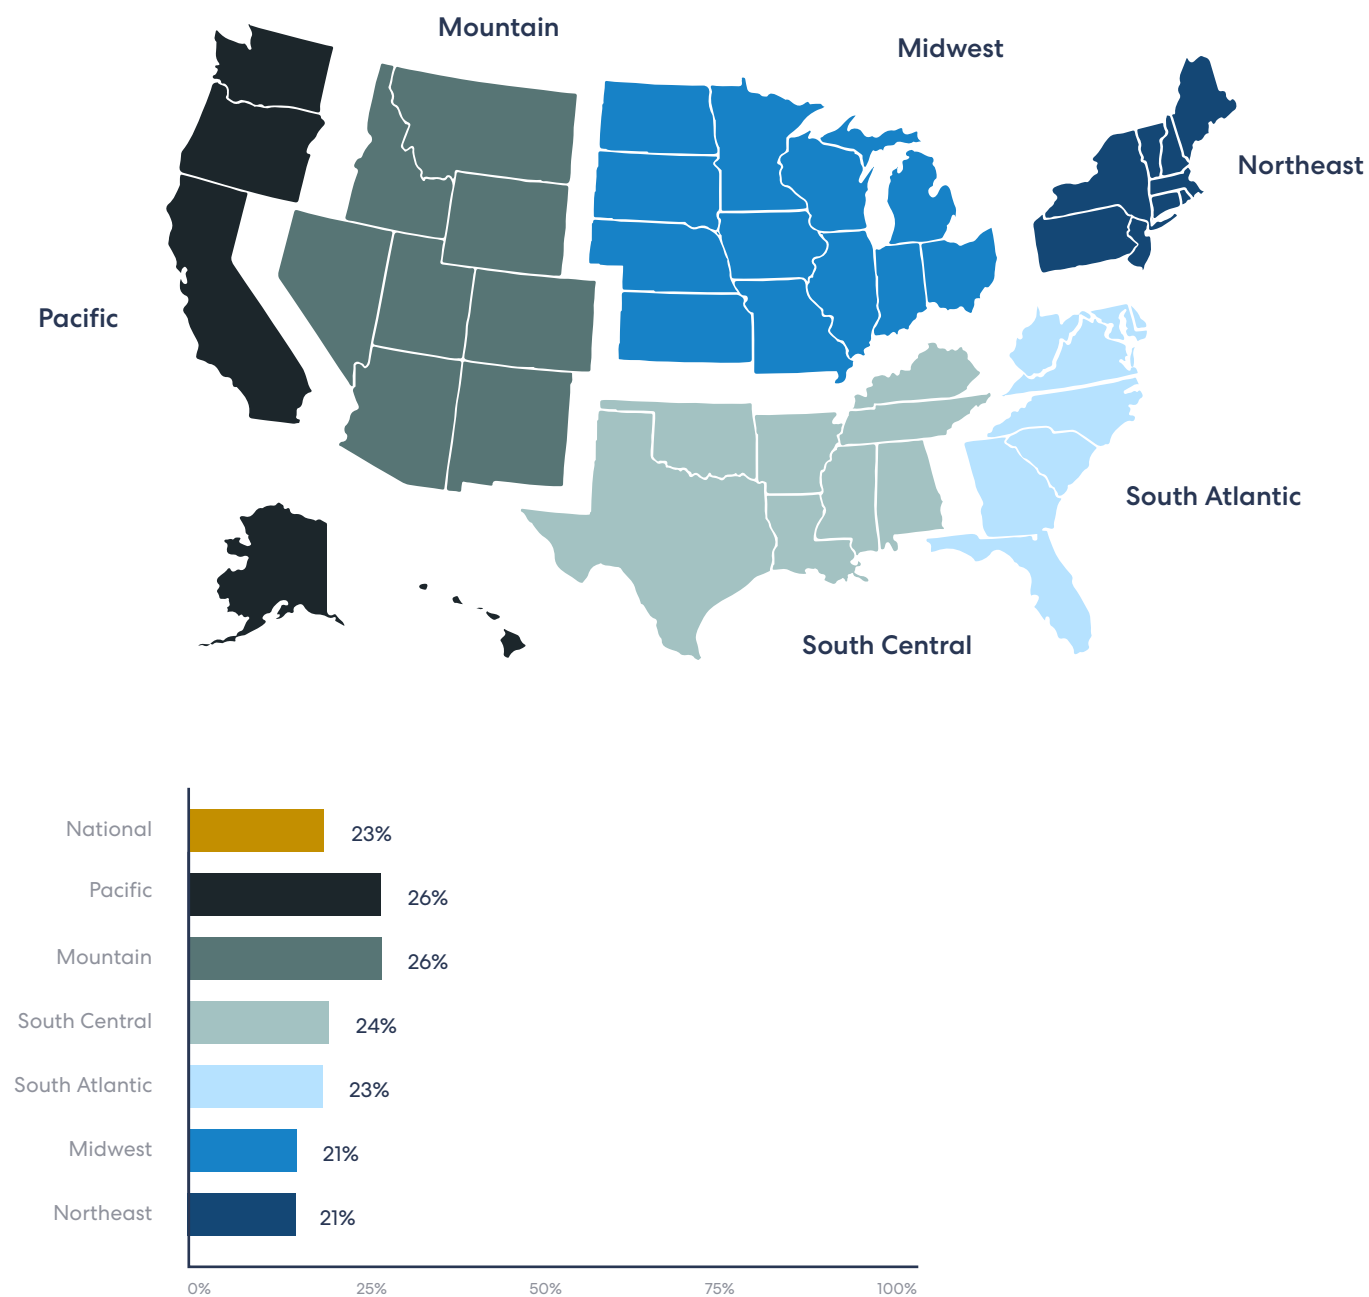 Mountain
Midwest
Northeast
Pacific
South Atlantic
South Central
National 23%
Pacific 26%
Mountain 26%
South Central 24%
South Atlantic 23%
Midwest 21%
Northeast 21%
0% 25% 50% 75% 100%